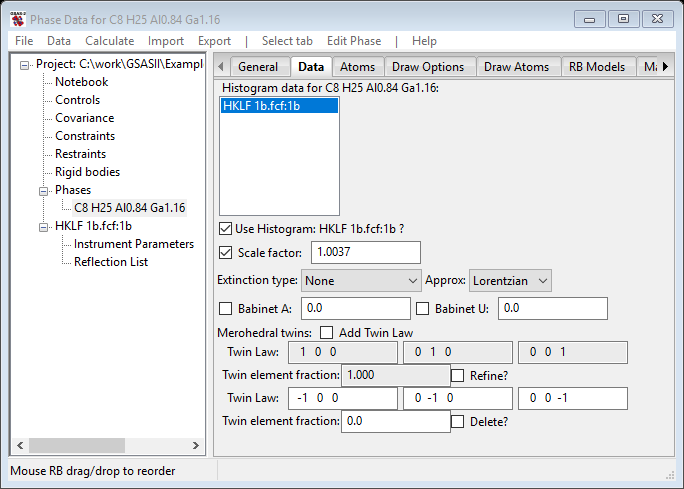 Phase Data for C8 H25 Al0.84 Ga1.16
File Data Calculate Import Export | Select tab Edit Phase | Help
Project: C:\work\GSASII\Exampl
Notebook
Controls
Covariance
Constraints
Restraints
Rigid bodies
Phases
C8 H25 Al0.84 Ga1.16
HKLF 1b.fcf:1b
Instrument Parameters
Reflection List
General Data Atoms Draw Options Draw Atoms RB Models Ma
Histogram data for C8 H25 Al0.84 Ga1.16:
HKLF 1b.fcf:1b
Use Histogram: HKLF 1b.fcf:1b ?
Scale factor: 1.0037
Extinction type: None Approx: Lorentzian
Babinet A: 0.0 Babinet U: 0.0
Merohedral twins: Add Twin Law
Twin Law: 1 0 0 0 1 0 0 0 1
Twin element fraction: 1.000 Refine?
Twin Law: -1 0 0 0 -1 0 0 0 -1
Twin element fraction: 0.0 Delete?
Mouse RB drag/drop to reorder